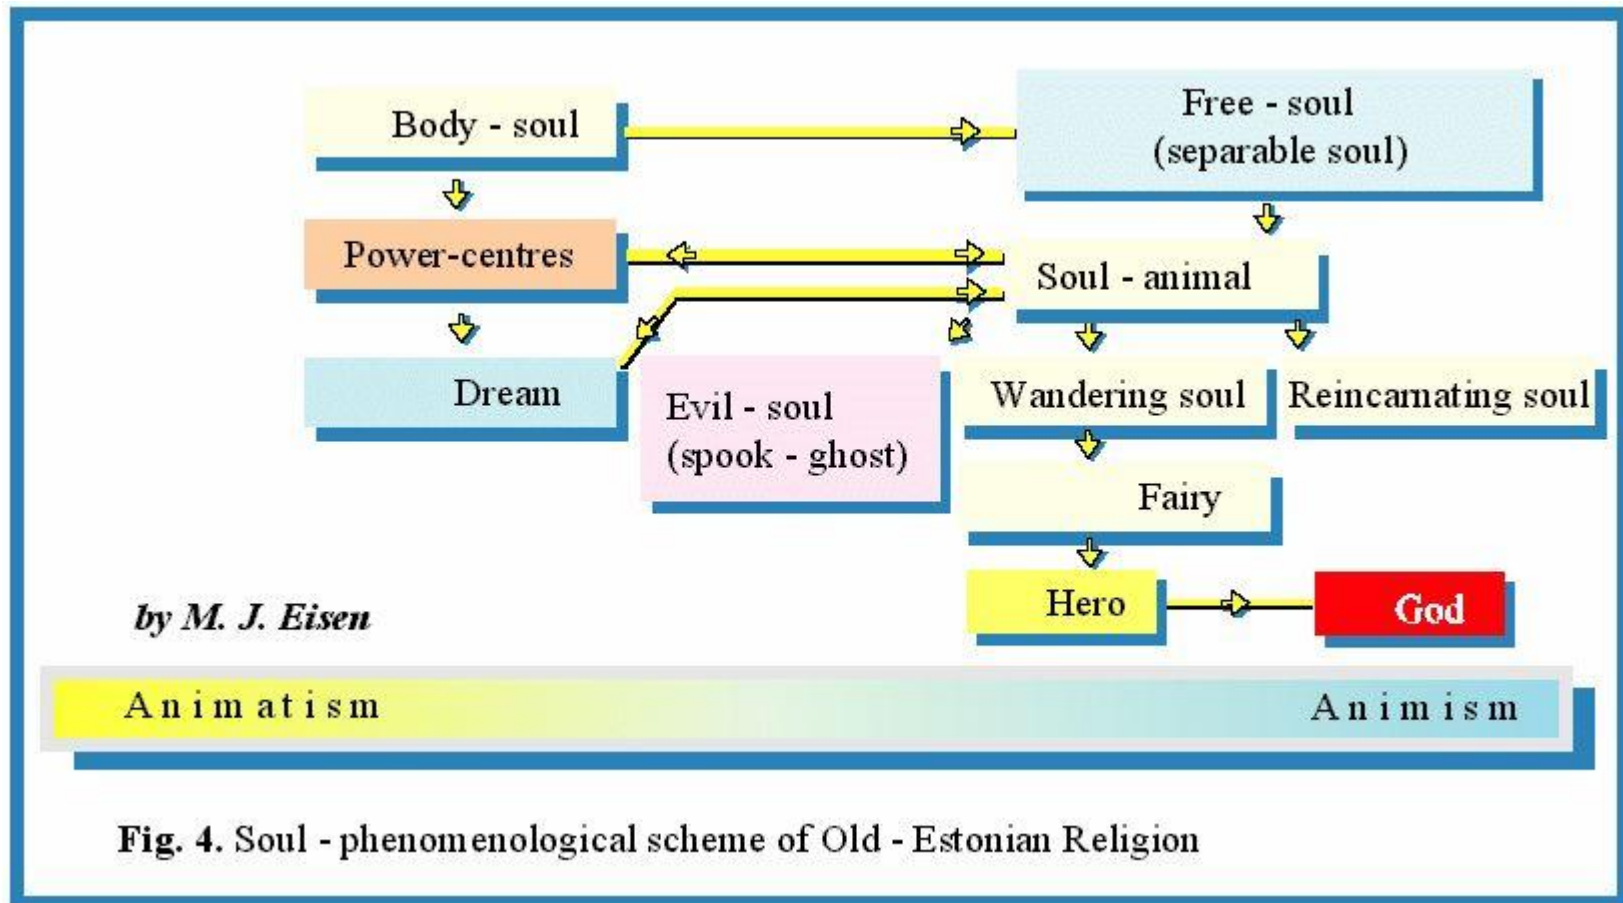 Body - soul
Free - soul
(separable soul)
Power-centres
Soul - animal
Dream
Evil - soul
(spook - ghost)
Wandering soul
Reincarnating soul
Fairy
Hero
God
by M. J. Eisen
Animatism
Animism
Fig. 4. Soul - phenomenological scheme of Old - Estonian Religion